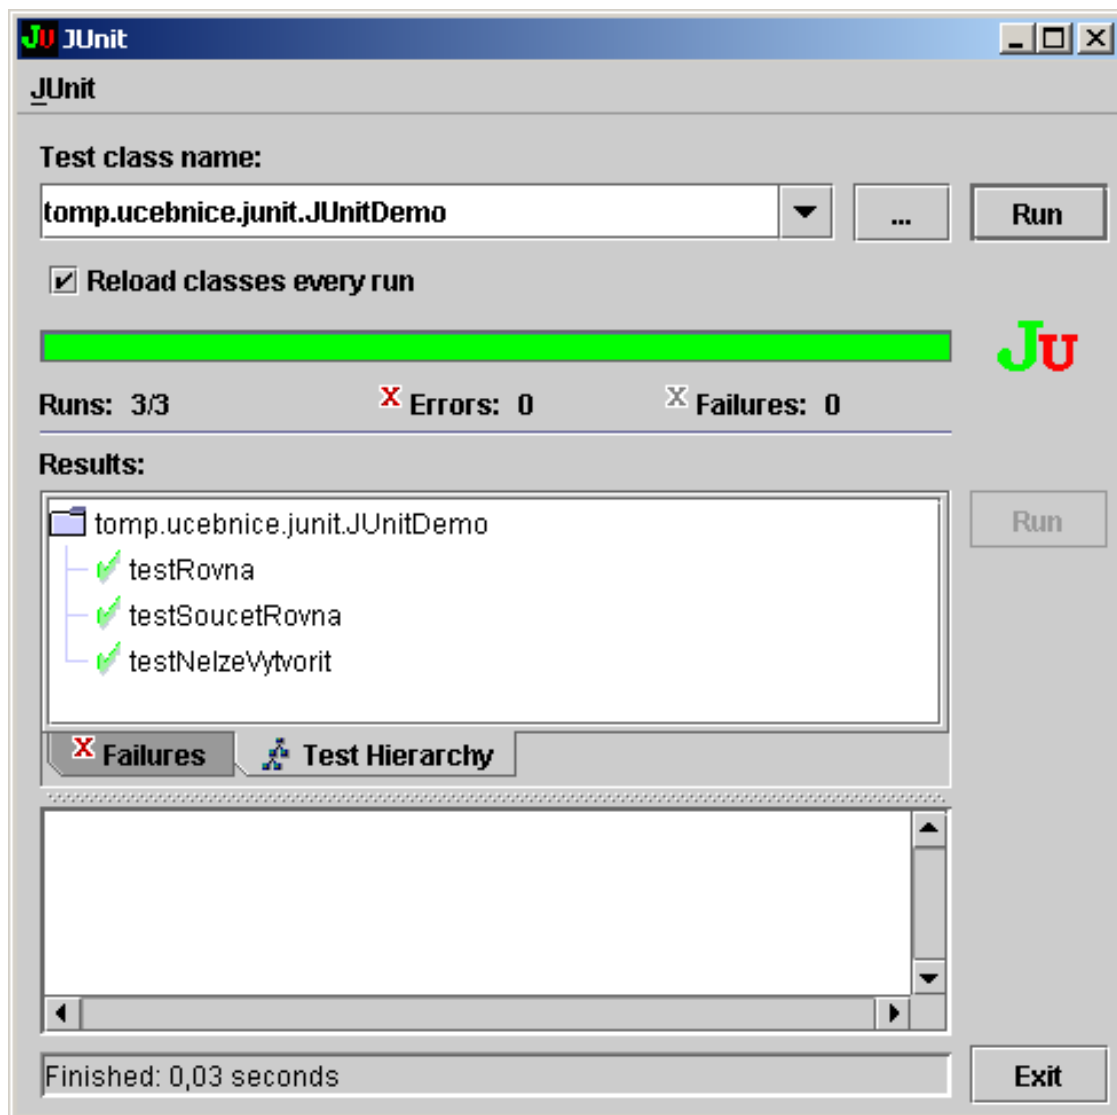 JU JUnit
JUnit
Test class name:
tomp.ucebnice.junit.JUnitDemo ... Run
Reload classes every run
JU
Runs: 3/3 X Errors: 0 X Failures: 0
Results:
tomp.ucebnice.junit.JUnitDemo Run
testRovna
testSoucetRovna
testNelzeVytvorit
X Failures Test Hierarchy
Finished: 0,03 seconds Exit